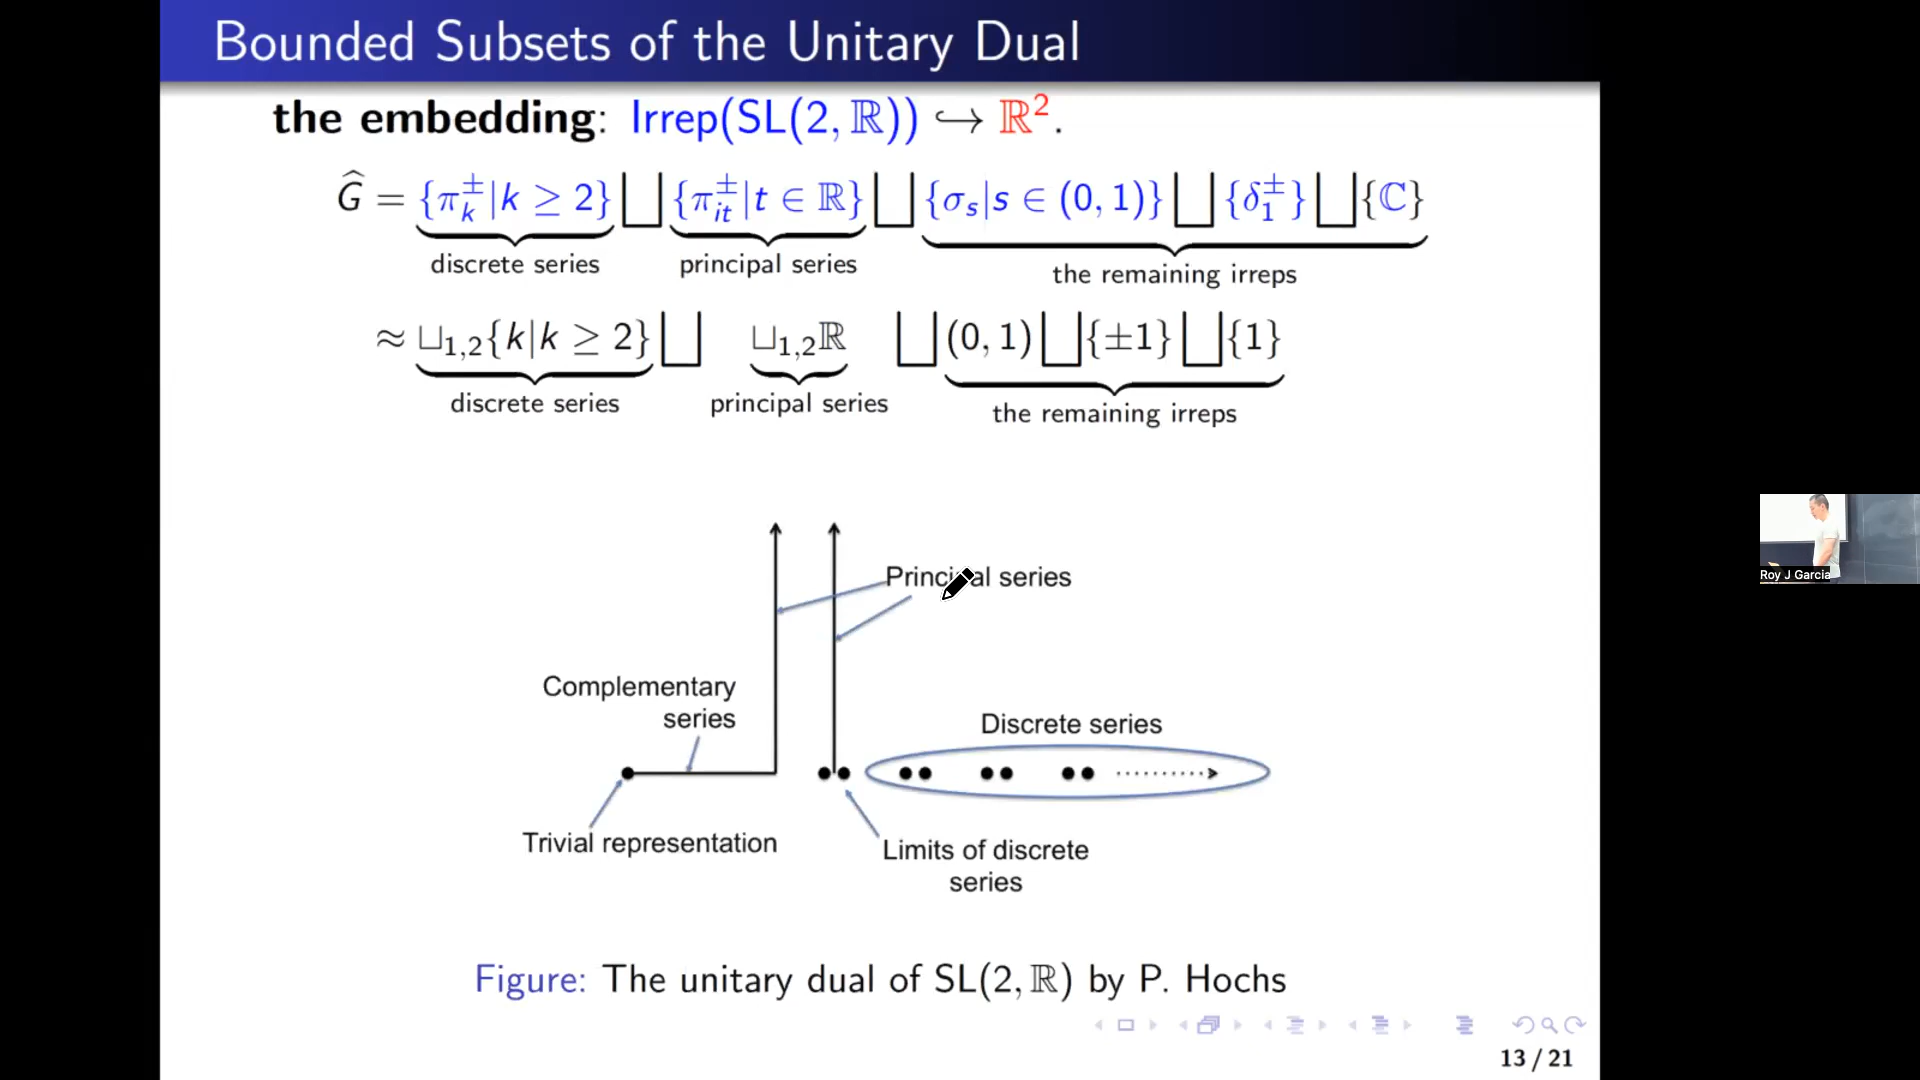 Bounded Subsets of the Unitary Dual
the embedding: Irrep(SL(2, ℝ)) ↪ ℝ².
Ĝ = {π_k^±|k ≥ 2} ⨆ {π_{it}^±|t ∈ ℝ} ⨆ {σ_s|s ∈ (0, 1)} ⨆ {δ_1^±} ⨆ {ℂ}
discrete series principal series the remaining irreps
≈ ⊔_{1,2}{k|k ≥ 2} ⨆ ⊔_{1,2}ℝ ⨆ (0, 1) ⨆ {±1} ⨆ {1}
discrete series principal series the remaining irreps
Principal series
Complementary
series
Discrete series
Trivial representation
Limits of discrete
series
Figure: The unitary dual of SL(2, ℝ) by P. Hochs
13 / 21
Roy J Garcia